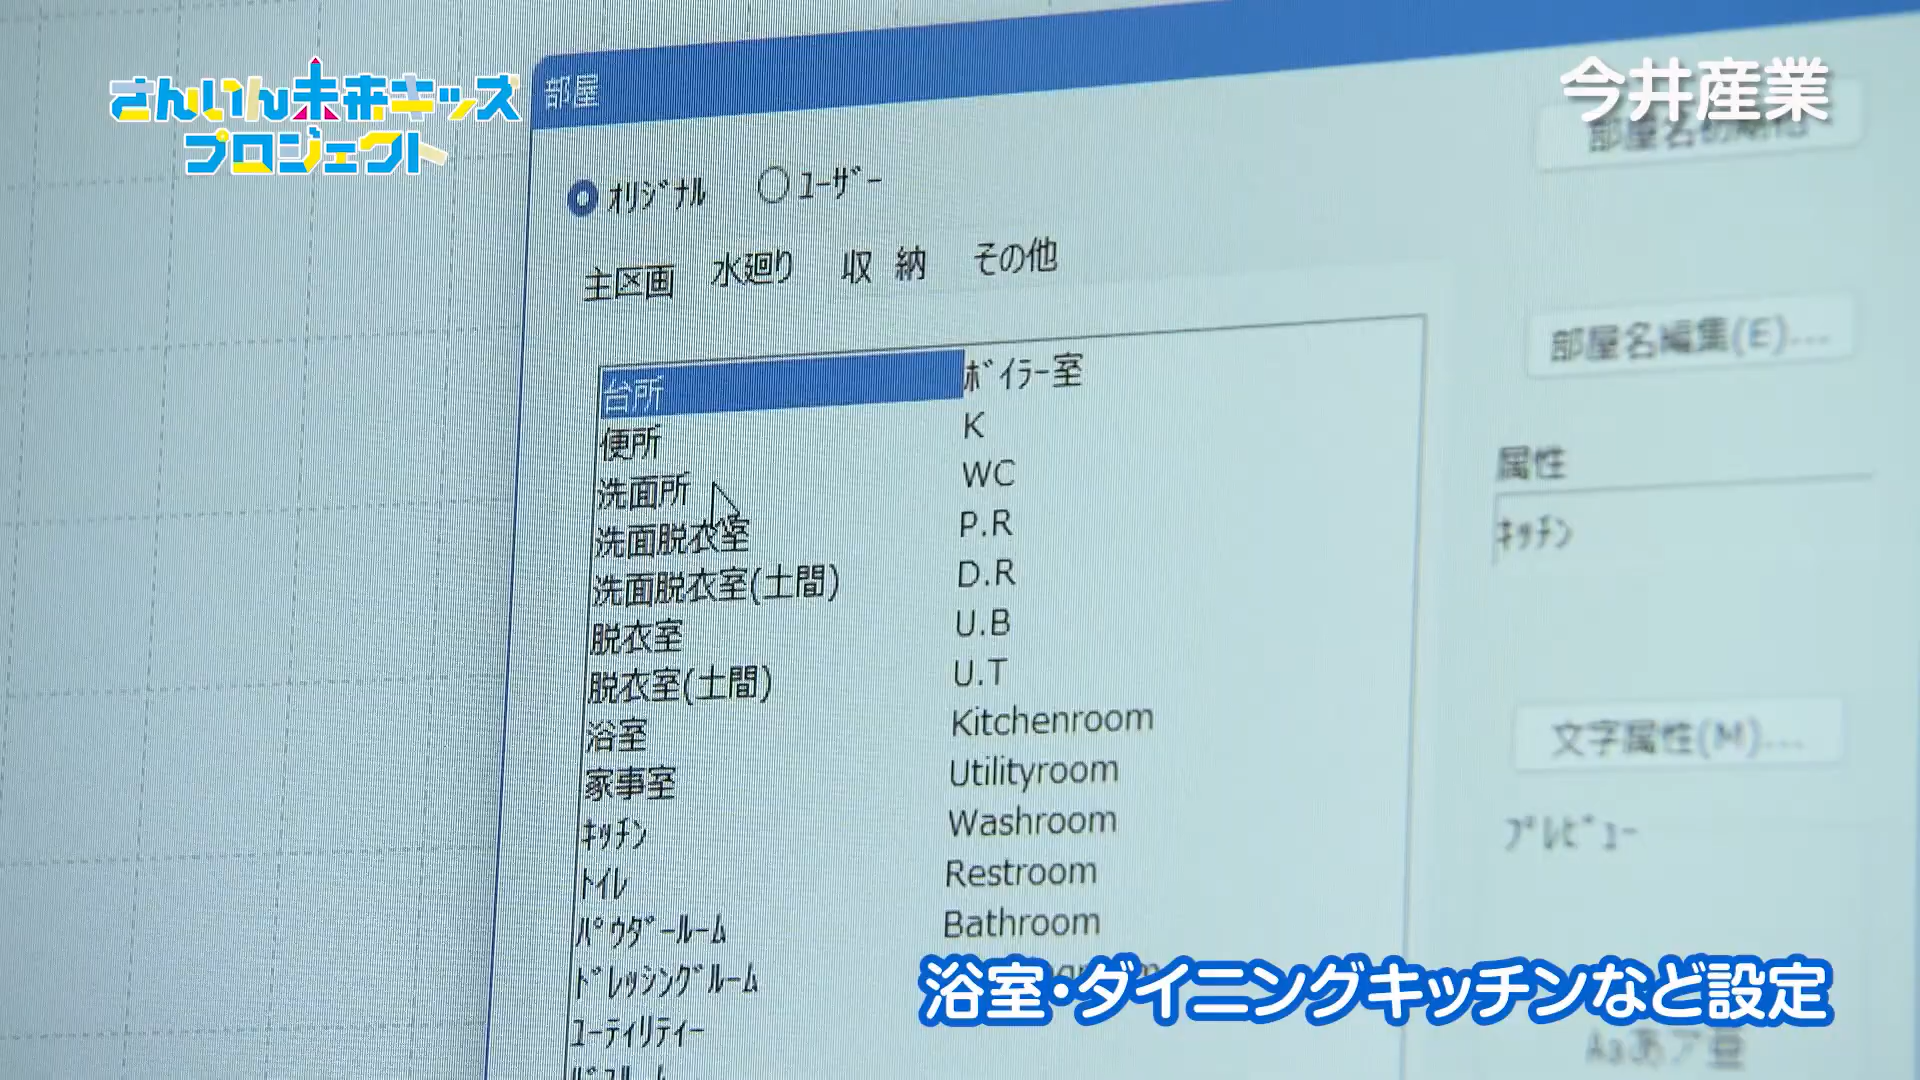 さんいん未来キッズ
プロジェクト
今井産業
部屋
ｵﾘｼﾞﾅﾙ
ﾕｰｻﾞｰ
主区画
水廻り
収 納
その他
部屋名編集(E)...
台所
便所
洗面所
洗面脱衣室
洗面脱衣室(土間)
脱衣室
脱衣室(土間)
浴室
家事室
ｷｯﾁﾝ
ﾄｲﾚ
ﾊﾟｳﾀﾞｰﾙｰﾑ
ﾄﾞﾚｯｼﾝｸﾞﾙｰﾑ
ﾕｰﾃｨﾘﾃｨｰ
ﾎﾞｲﾗｰ室
K
WC
P.R
D.R
U.B
U.T
Kitchenroom
Utilityroom
Washroom
Restroom
Bathroom
属性
ｷｯﾁﾝ
文字属性(M)...
ﾌﾟﾚﾋﾞｭｰ
浴室・ダイニングキッチンなど設定
Aaあア亜